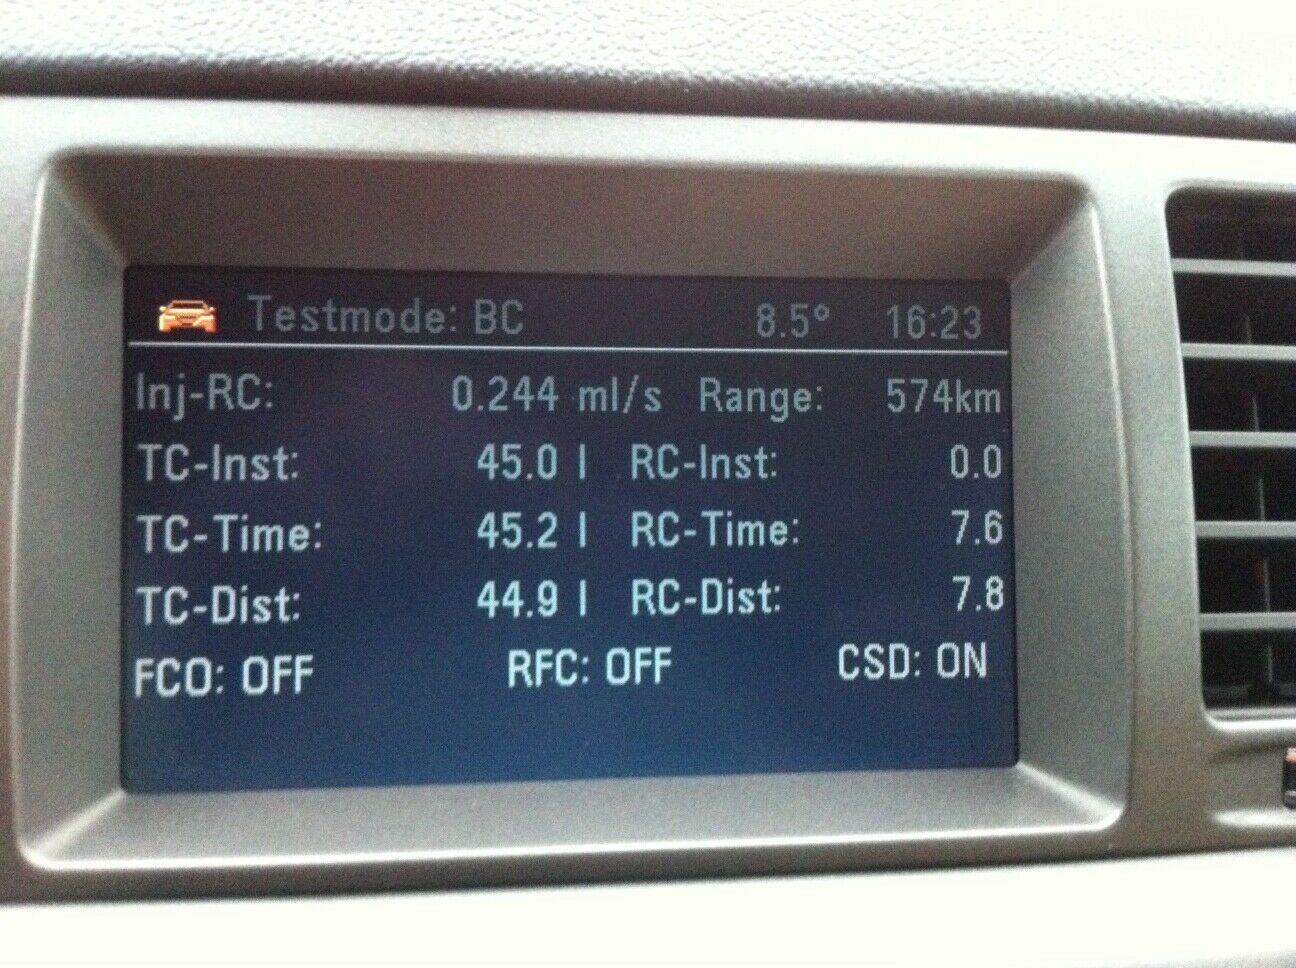 Testmode: BC 8.5° 16:23
Inj-RC: 0.244 ml/s Range: 574km
TC-Inst: 45.0 l RC-Inst: 0.0
TC-Time: 45.2 l RC-Time: 7.6
TC-Dist: 44.9 l RC-Dist: 7.8
FCO: OFF RFC: OFF CSD: ON